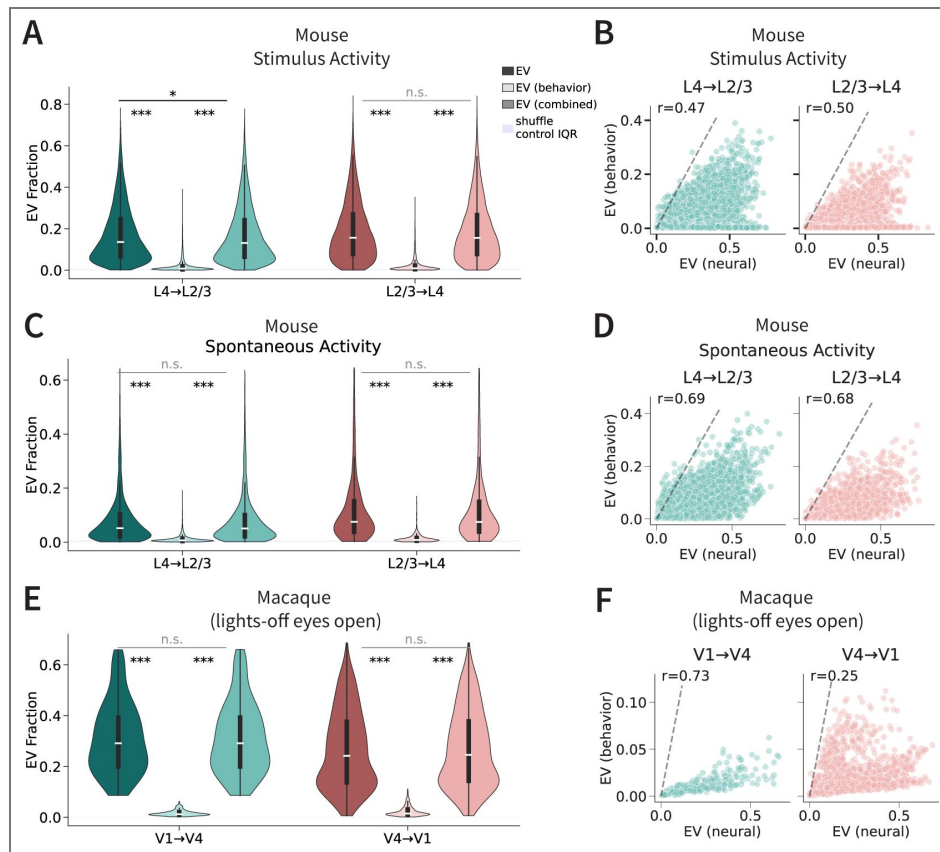 A
Mouse
Stimulus Activity
EV
EV (behavior)
EV (combined)
shuffle
control IQR
*
***
***
n.s.
***
***
0.8
0.6
0.4
0.2
0.0
EV Fraction
L4→L2/3
L2/3→L4
B
Mouse
Stimulus Activity
L4→L2/3
L2/3→L4
r=0.47
r=0.50
0.4
0.2
0.0
EV (behavior)
0.0
0.5
0.0
0.5
EV (neural)
EV (neural)
C
Mouse
Spontaneous Activity
n.s.
***
***
n.s.
***
***
0.6
0.4
0.2
0.0
EV Fraction
L4→L2/3
L2/3→L4
D
Mouse
Spontaneous Activity
L4→L2/3
L2/3→L4
r=0.69
r=0.68
0.4
0.2
0.0
EV (behavior)
0.0
0.5
0.0
0.5
EV (neural)
EV (neural)
E
Macaque
(lights-off eyes open)
n.s.
***
***
n.s.
***
***
0.6
0.4
0.2
0.0
EV Fraction
V1→V4
V4→V1
F
Macaque
(lights-off eyes open)
V1→V4
V4→V1
r=0.73
r=0.25
0.10
0.05
0.00
EV (behavior)
0.0
0.5
0.0
0.5
EV (neural)
EV (neural)